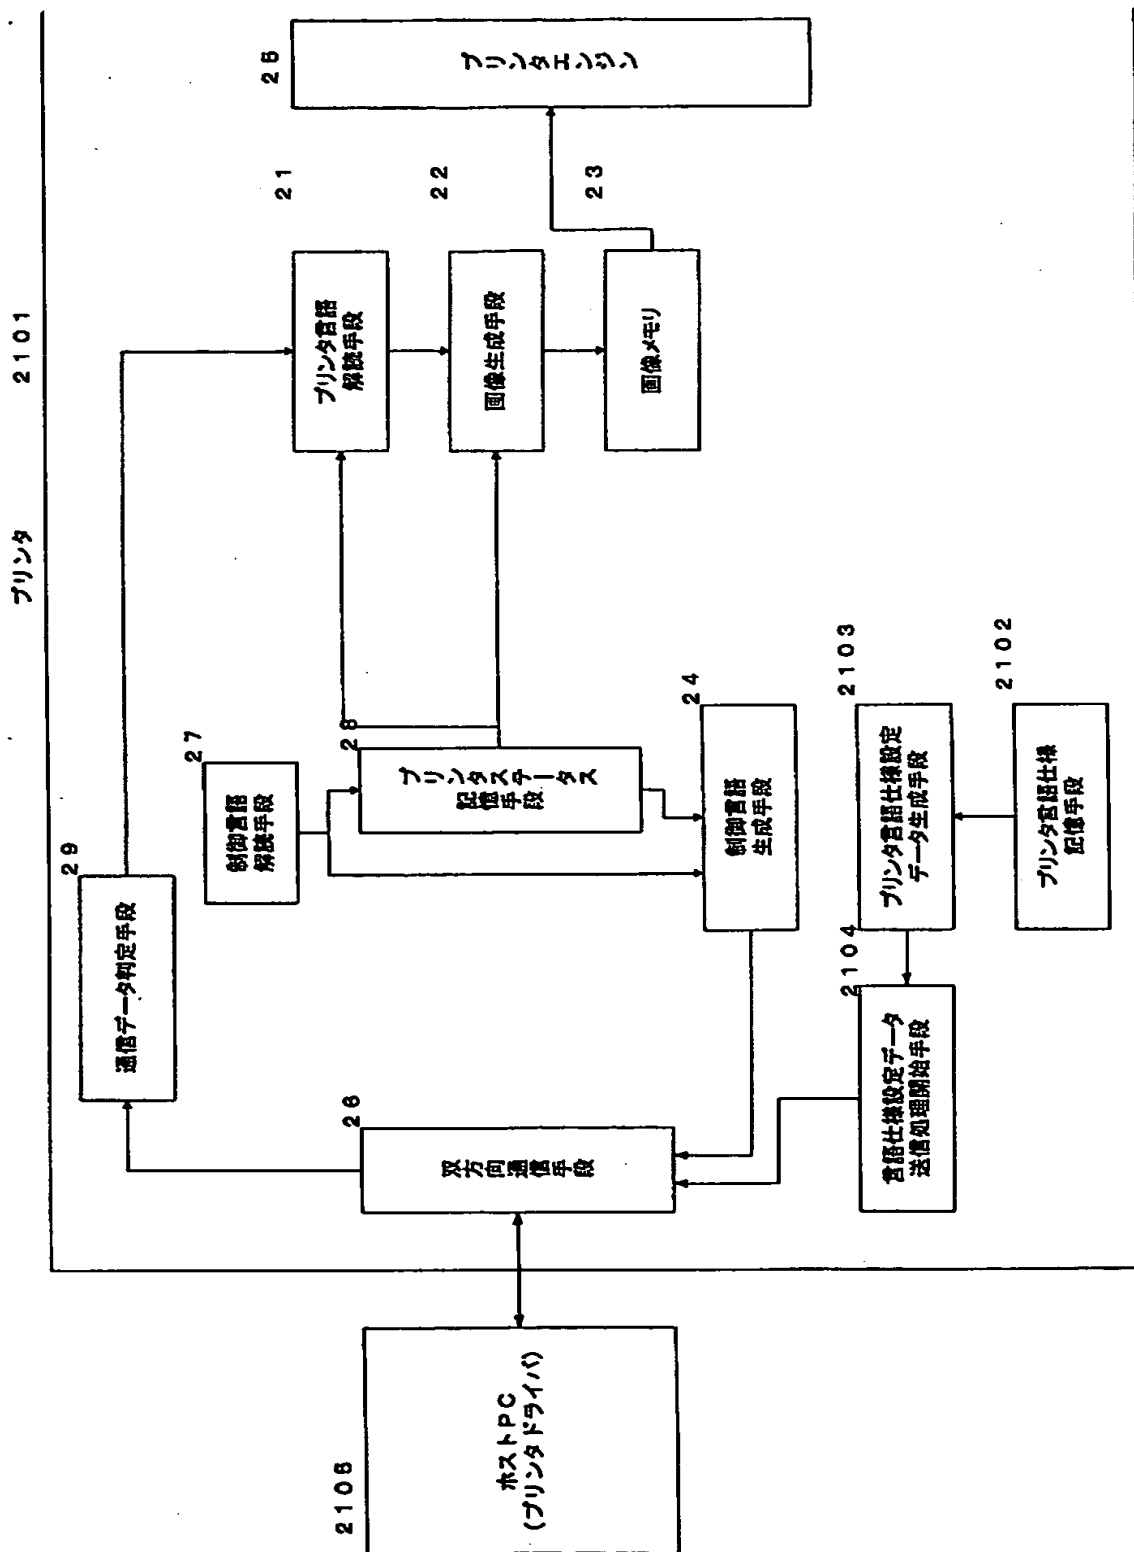 プリンタ 2101
29
通信データ判定手段
27
制御言語
解読手段
25
プリンタエンジン
21
プリンタ言語
解読手段
2105
ホストPC
(プリンタドライバ)
26
双方向通信手段
28
プリンタステータス
記憶手段
22
画像生成手段
23
画像メモリ
24
制御言語
生成手段
2104
言語仕様設定データ
送信処理開始手段
2103
プリンタ言語仕様設定
データ生成手段
2102
プリンタ言語仕様
記憶手段